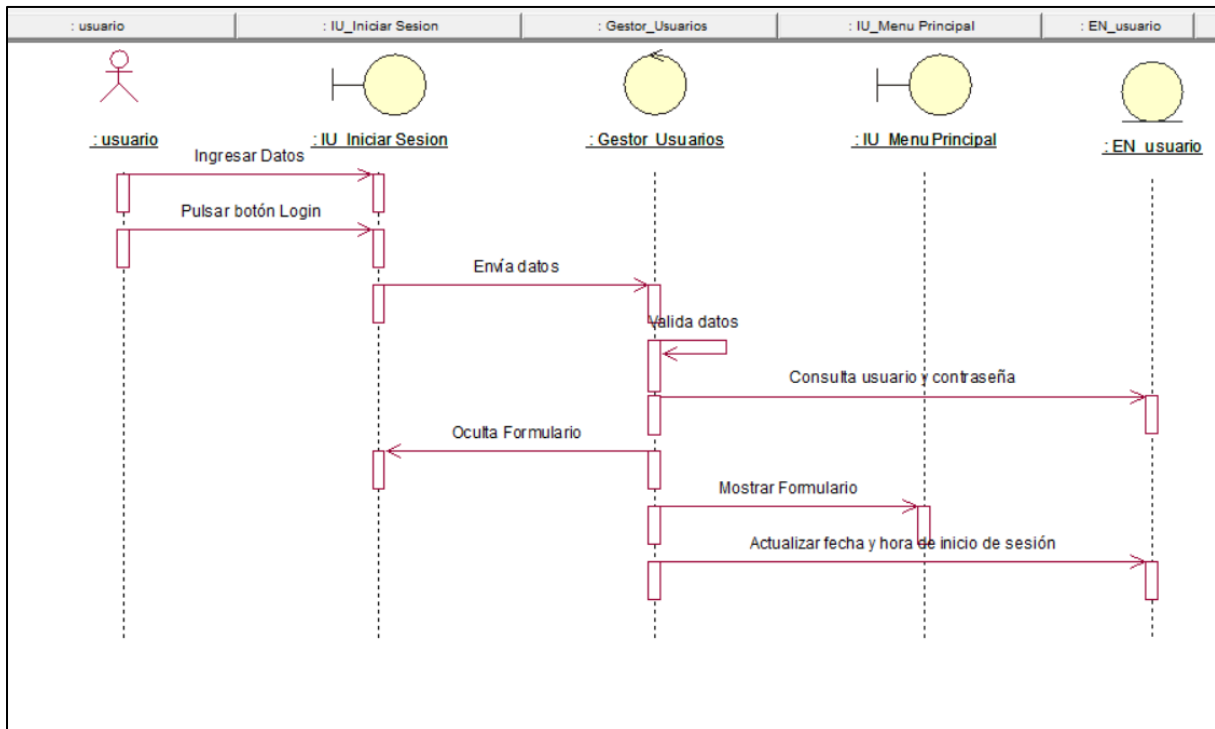 : usuario
: IU_Iniciar Sesion
: Gestor_Usuarios
: IU_Menu Principal
: EN_usuario
: usuario
: IU_Iniciar Sesion
: Gestor_Usuarios
: IU_Menu Principal
: EN_usuario
Ingresar Datos
Pulsar botón Login
Envía datos
Valida datos
Consulta usuario y contraseña
Oculta Formulario
Mostrar Formulario
Actualizar fecha y hora de inicio de sesión